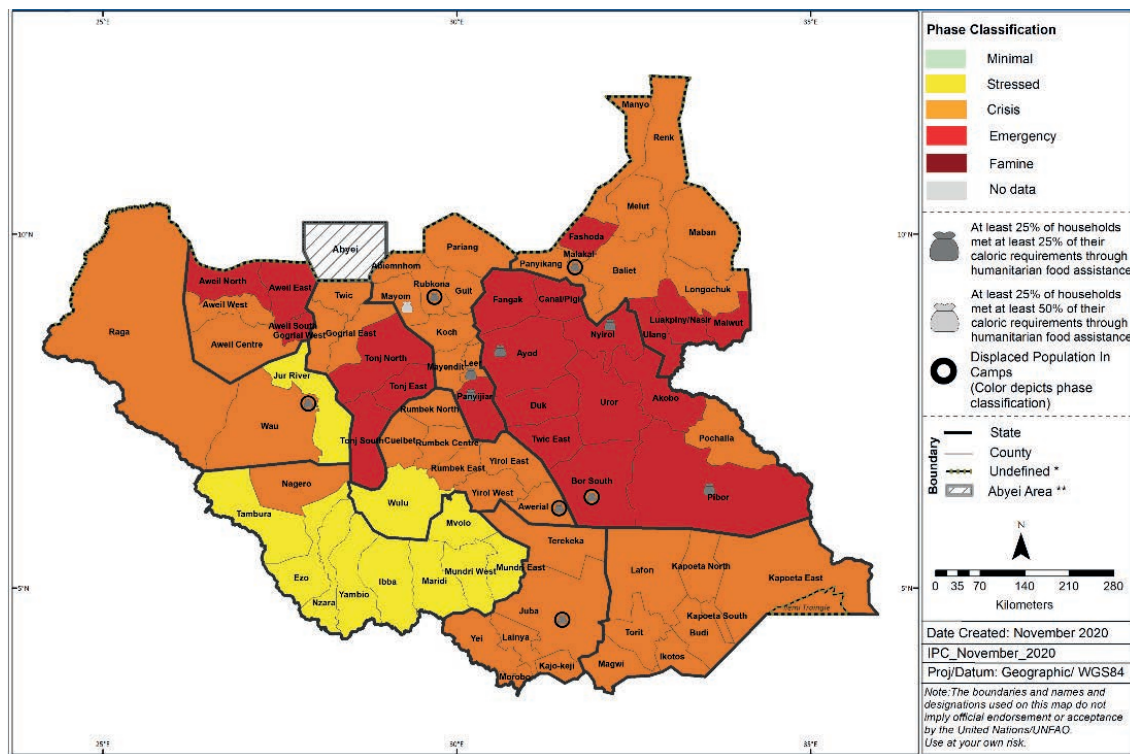 25°E
30°E
35°E
10°N
10°N
5°N
5°N
25°E
30°E
35°E
Manyo
Renk
Melut
Maban
Fashoda
Malakal
Panyikang
Baliet
Longochuk
Pariang
Abyei
Abiemnhom
Rubkona
Mayom
Guit
Twic
Aweil North
Aweil East
Aweil West
Aweil South
Gogrial West
Gogrial East
Aweil Centre
Raga
Fangak
Canal/Pigi
Luakpiny/Nasir
Maiwut
Ulang
Nyirol
Koch
Ayod
Tonj North
Mayendit
Leer
Jur River
Tonj East
Panyijiar
Duk
Uror
Akobo
Rumbek North
Wau
Tonj South
Cueibet
Rumbek Centre
Twic East
Pochalla
Rumbek East
Yirol East
Nagero
Wulu
Yirol West
Bor South
Pibor
Tambura
Awerial
Mvolo
Terekeka
Ezo
Ibba
Maridi
Mundri West
Mundri East
Lafon
Kapoeta North
Kapoeta East
Nzara
Yambio
Juba
Kapoeta South
Yei
Lainya
Torit
Budi
Kajo-keji
Magwi
Ikotos
Morobo
Phase Classification
Minimal
Stressed
Crisis
Emergency
Famine
No data
At least 25% of households
met at least 25% of their
caloric requirements through
humanitarian food assistance
At least 25% of households
met at least 50% of their
caloric requirements through
humanitarian food assistance
Displaced Population In
Camps
(Color depicts phase
classification)
Boundary
State
County
Undefined *
Abyei Area **
N
0 35 70 140 210 280
Kilometers
Date Created: November 2020
IPC_November_2020
Proj/Datum: Geographic/ WGS84
Note:The boundaries and names and
designations used on this map do not
imply official endorsement or acceptance
by the United Nations/UNFAO.
Use at your own risk.